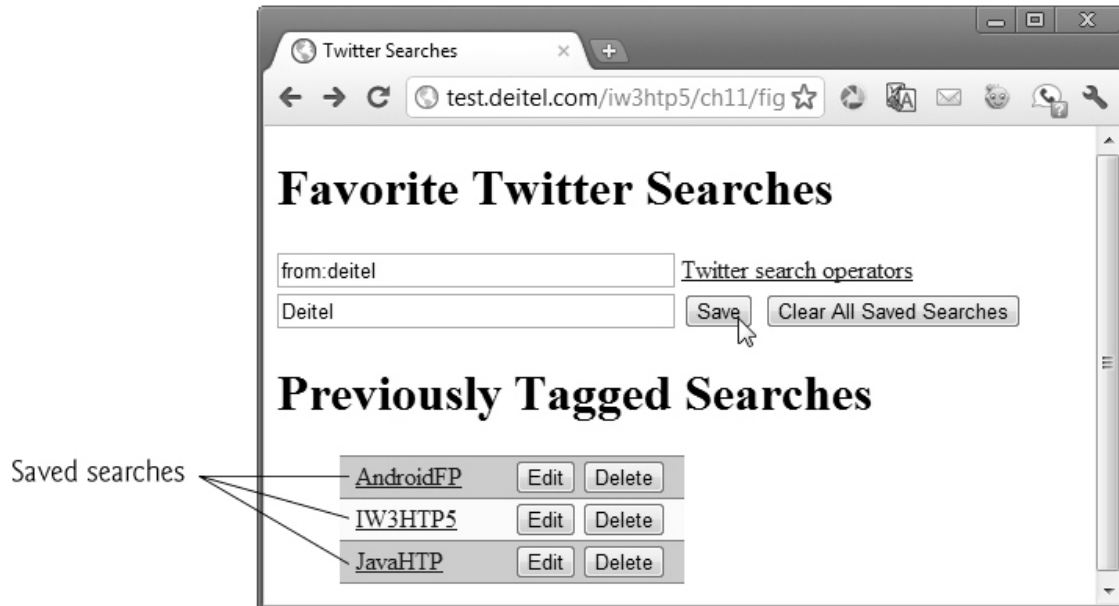 Twitter Searches
test.deitel.com/iw3htp5/ch11/fig
Favorite Twitter Searches
from:deitel Twitter search operators
Deitel Save Clear All Saved Searches
Previously Tagged Searches
Saved searches
AndroidFP Edit Delete
IW3HTP5 Edit Delete
JavaHTP Edit Delete